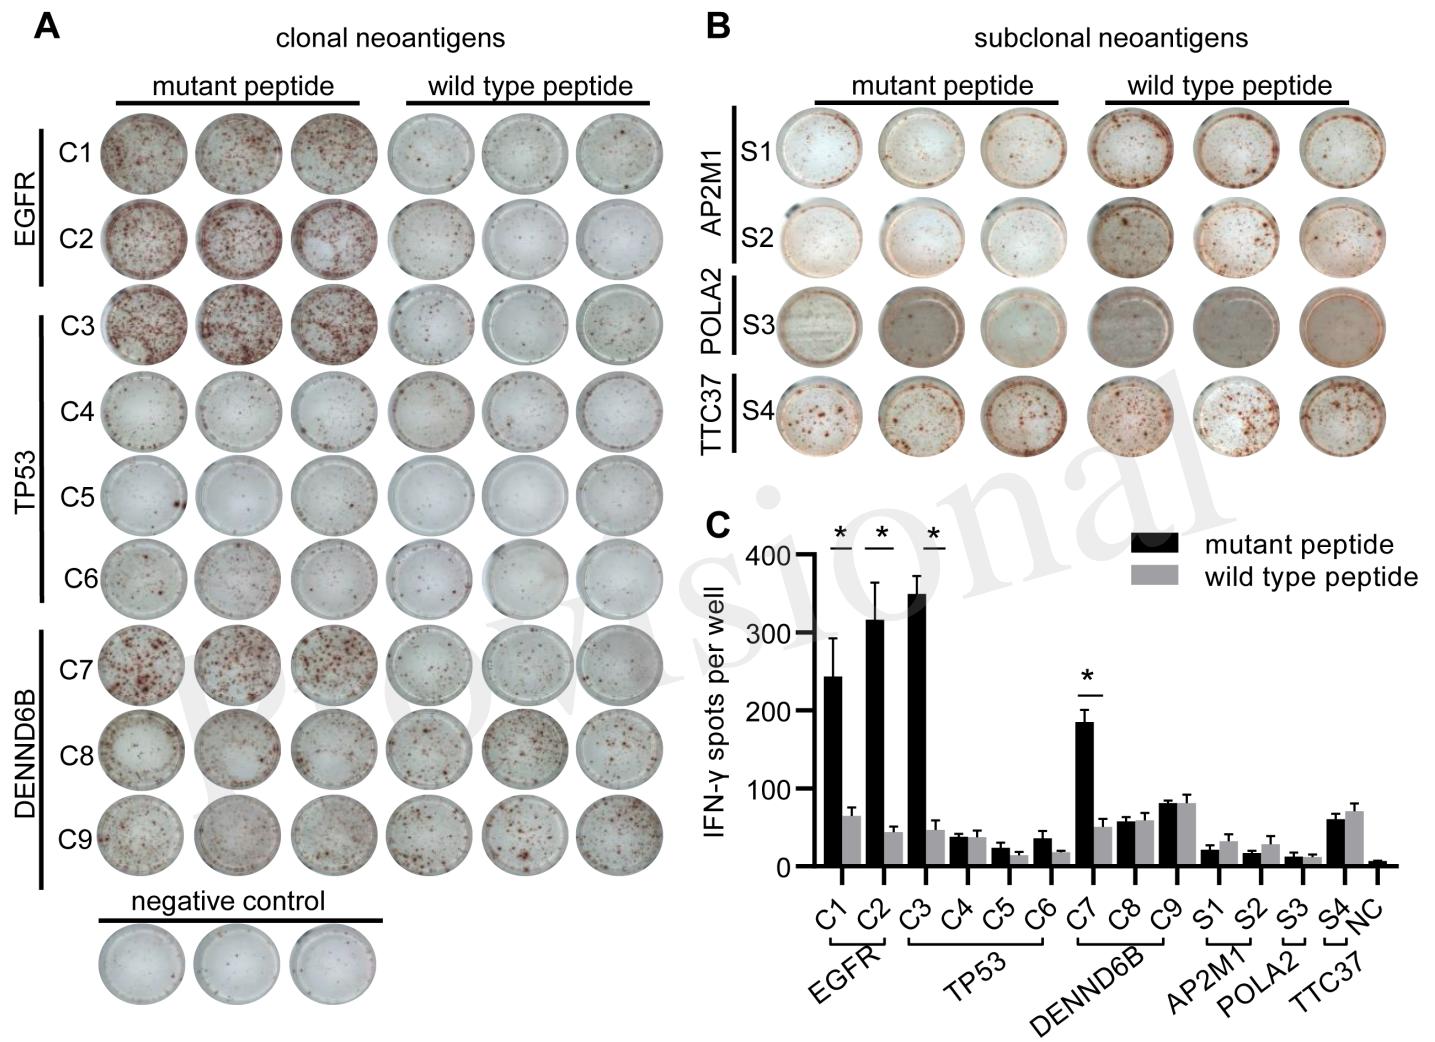 A
clonal neoantigens
mutant peptide
wild type peptide
EGFR
C1
C2
TP53
C3
C4
C5
C6
DENND6B
C7
C8
C9
negative control
B
subclonal neoantigens
mutant peptide
wild type peptide
AP2M1
S1
S2
POLA2
S3
TTC37
S4
C
mutant peptide
wild type peptide
IFN-γ spots per well
400
300
200
100
0
*
*
*
*
C1
C2
C3
C4
C5
C6
C7
C8
C9
S1
S2
S3
S4
NC
EGFR
TP53
DENND6B
AP2M1
POLA2
TTC37
Provisional